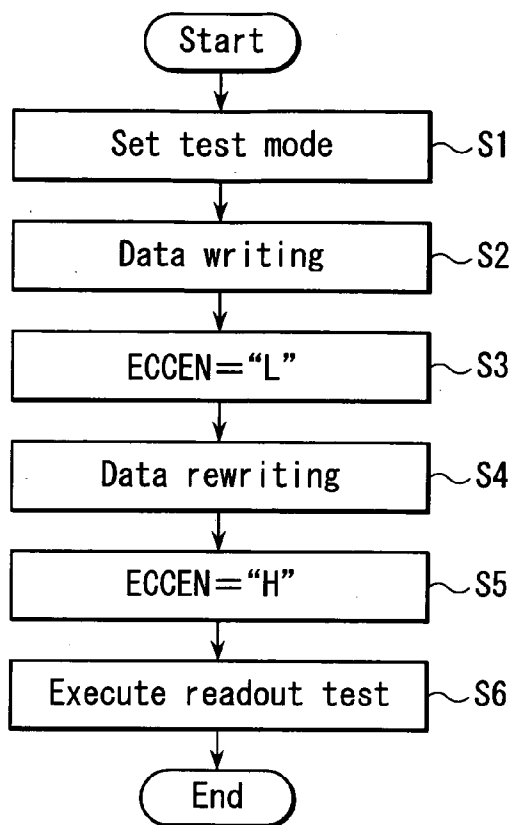 Start
Set test mode
S1
Data writing
S2
ECCEN="L"
S3
Data rewriting
S4
ECCEN="H"
S5
Execute readout test
S6
End